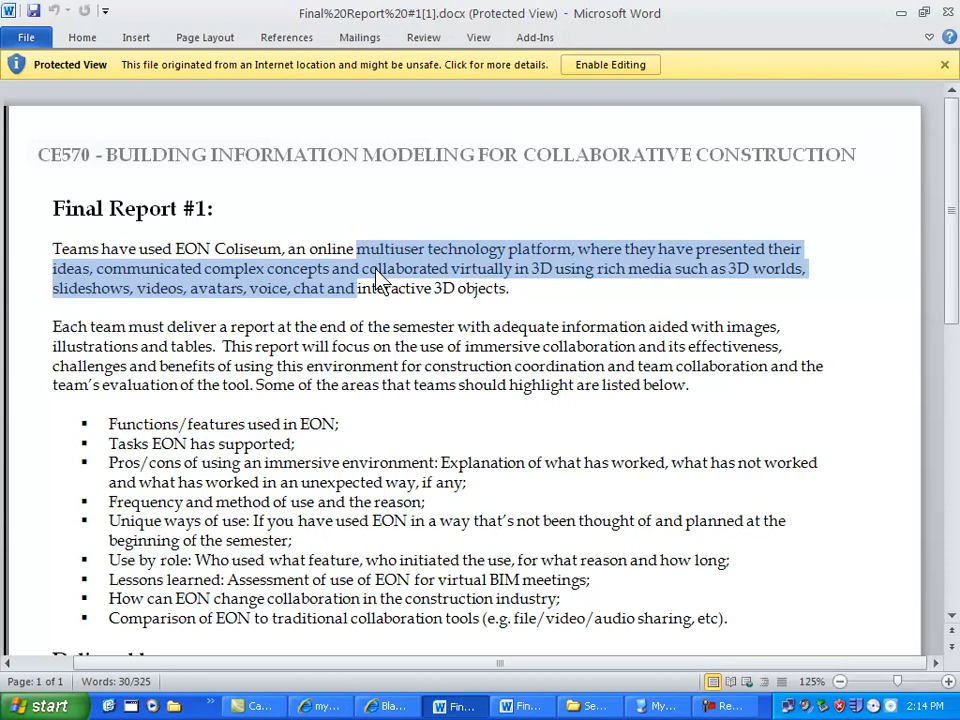 Final%20Report%20#1[1].docx (Protected View) - Microsoft Word
File Home Insert Page Layout References Mailings Review View Add-Ins
Protected View This file originated from an Internet location and might be unsafe. Click for more details. Enable Editing
CE570 - BUILDING INFORMATION MODELING FOR COLLABORATIVE CONSTRUCTION
Final Report #1:
Teams have used EON Coliseum, an online multiuser technology platform, where they have presented their
ideas, communicated complex concepts and collaborated virtually in 3D using rich media such as 3D worlds,
slideshows, videos, avatars, voice, chat and interactive 3D objects.
Each team must deliver a report at the end of the semester with adequate information aided with images,
illustrations and tables. This report will focus on the use of immersive collaboration and its effectiveness,
challenges and benefits of using this environment for construction coordination and team collaboration and the
team's evaluation of the tool. Some of the areas that teams should highlight are listed below.
▪ Functions/features used in EON;
▪ Tasks EON has supported;
▪ Pros/cons of using an immersive environment: Explanation of what has worked, what has not worked
and what has worked in an unexpected way, if any;
▪ Frequency and method of use and the reason;
▪ Unique ways of use: If you have used EON in a way that's not been thought of and planned at the
beginning of the semester;
▪ Use by role: Who used what feature, who initiated the use, for what reason and how long;
▪ Lessons learned: Assessment of use of EON for virtual BIM meetings;
▪ How can EON change collaboration in the construction industry;
▪ Comparison of EON to traditional collaboration tools (e.g. file/video/audio sharing, etc).
Page: 1 of 1 Words: 30/325 125%
start Ca... my... Bla... Fin... Fin... Se... My... Re... 2:14 PM